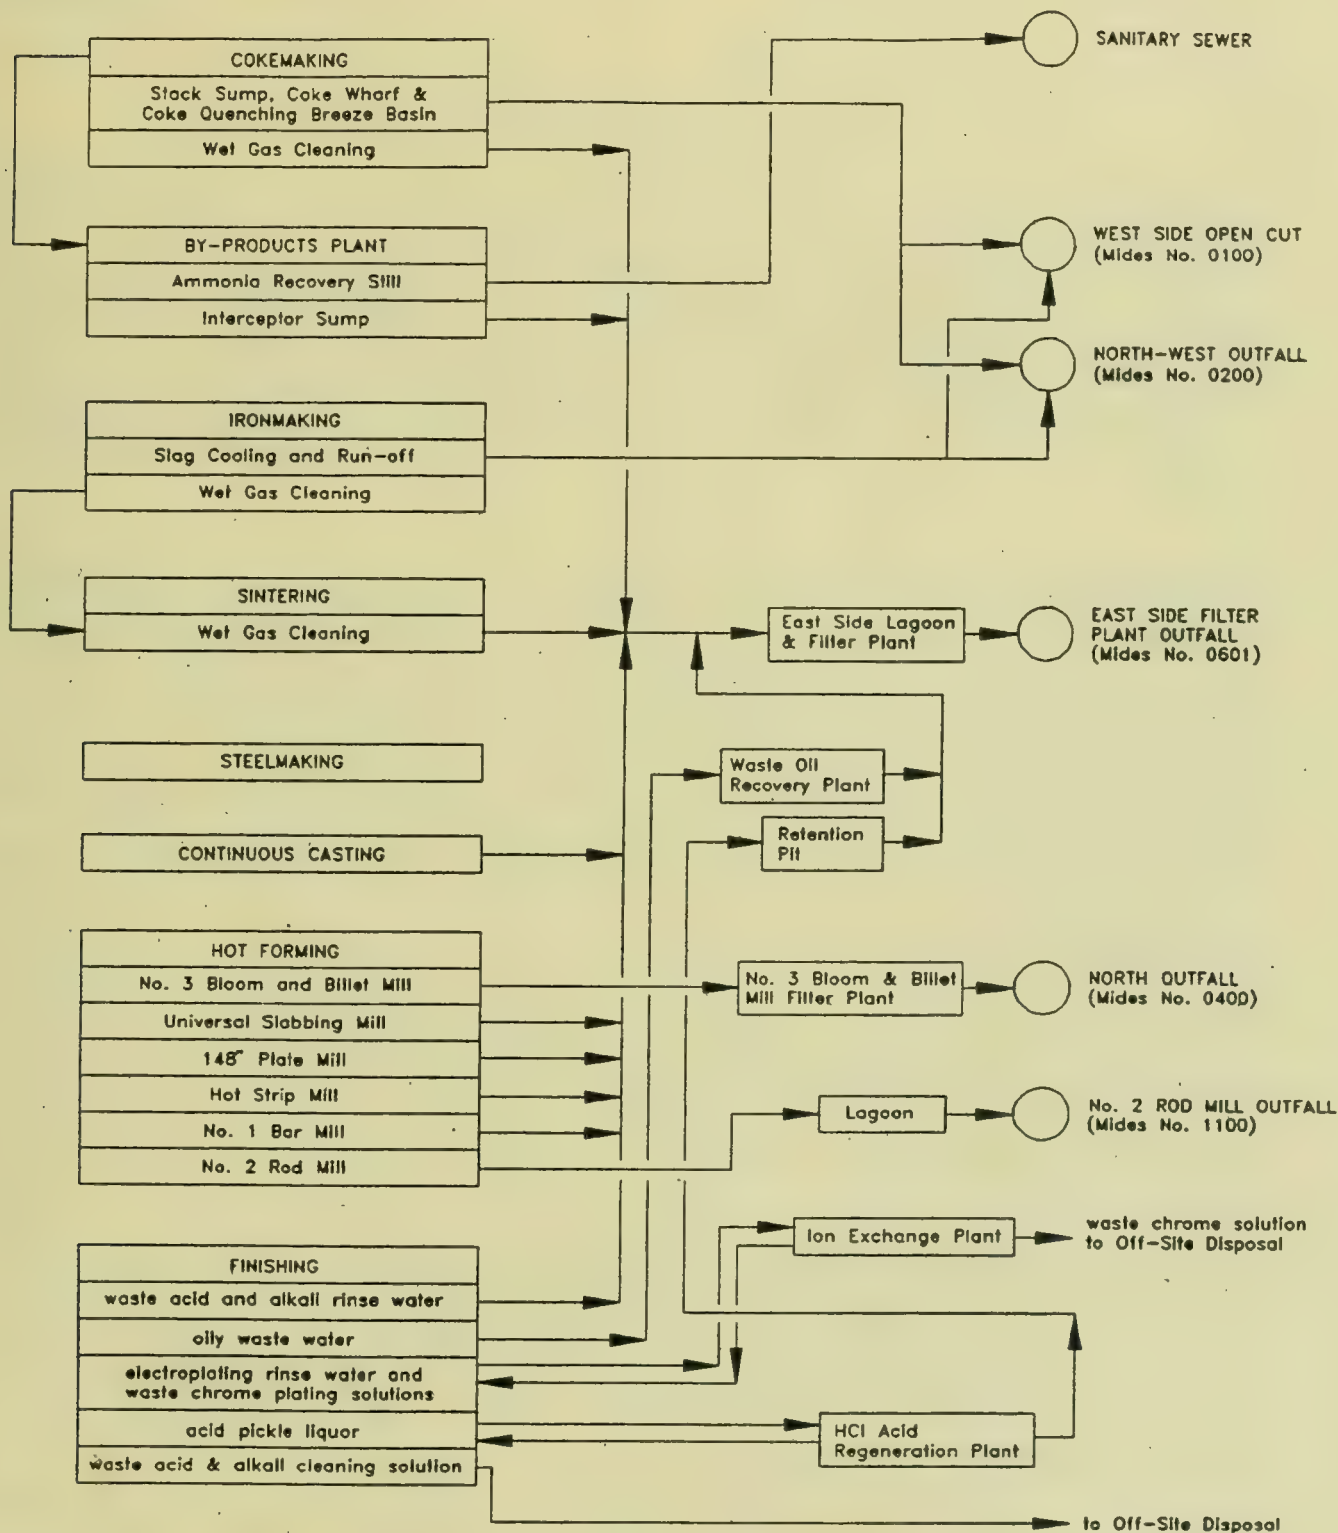 COKEMAKING
Stack Sump, Coke Wharf &
Coke Quenching Breeze Basin
Wet Gas Cleaning
BY-PRODUCTS PLANT
Ammonia Recovery Still
Interceptor Sump
IRONMAKING
Slag Cooling and Run-off
Wet Gas Cleaning
SINTERING
Wet Gas Cleaning
STEELMAKING
CONTINUOUS CASTING
HOT FORMING
No. 3 Bloom and Billet Mill
Universal Slabbing Mill
148" Plate Mill
Hot Strip Mill
No. 1 Bar Mill
No. 2 Rod Mill
FINISHING
waste acid and alkali rinse water
oily waste water
electroplating rinse water and
waste chrome plating solutions
acid pickle liquor
waste acid & alkali cleaning solution
East Side Lagoon
& Filter Plant
Waste Oil
Recovery Plant
Retention
Pit
No. 3 Bloom & Billet
Mill Filter Plant
Lagoon
Ion Exchange Plant
HCl Acid
Regeneration Plant
SANITARY SEWER
WEST SIDE OPEN CUT
(Mides No. 0100)
NORTH-WEST OUTFALL
(Mides No. 0200)
EAST SIDE FILTER
PLANT OUTFALL
(Mides No. 0601)
NORTH OUTFALL
(Mides No. 0400)
No. 2 ROD MILL OUTFALL
(Mides No. 1100)
waste chrome solution
to Off-Site Disposal
to Off-Site Disposal